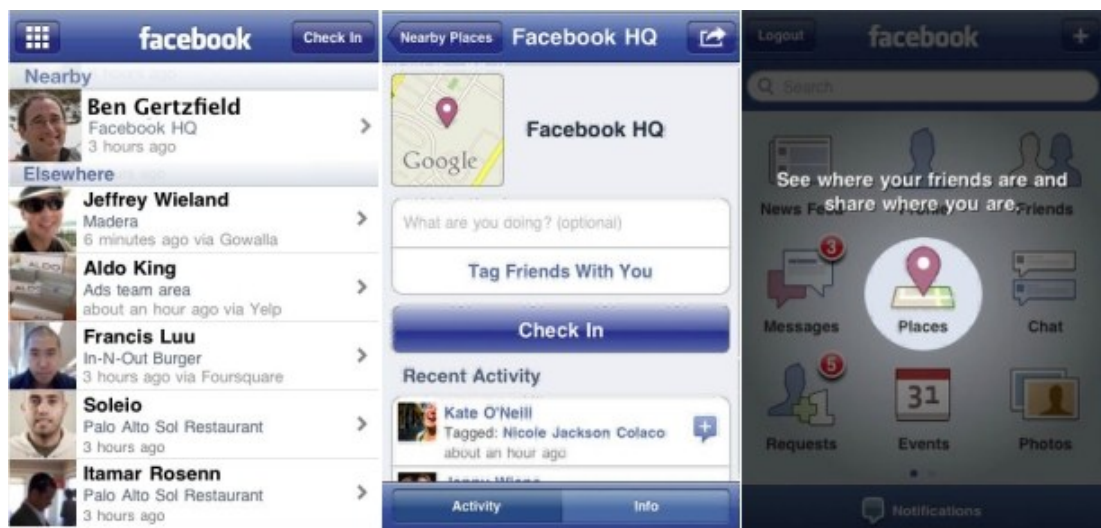 facebook
Check In
Nearby
Ben Gertzfield
Facebook HQ
3 hours ago
Elsewhere
Jeffrey Wieland
Madera
6 minutes ago via Gowalla
Aldo King
Ads team area
about an hour ago via Yelp
Francis Luu
In-N-Out Burger
3 hours ago via Foursquare
Soleio
Palo Alto Sol Restaurant
3 hours ago
Itamar Rosenn
Palo Alto Sol Restaurant
3 hours ago
Nearby Places
Facebook HQ
Google
Facebook HQ
What are you doing? (optional)
Tag Friends With You
Check In
Recent Activity
Kate O'Neill
Tagged: Nicole Jackson Colaco
about an hour ago
Activity
Info
Logout
facebook
+
Search
See where your friends are and
share where you are.
News Feed
Friends
3
Messages
Places
Chat
5
31
Requests
Events
Photos
Notifications